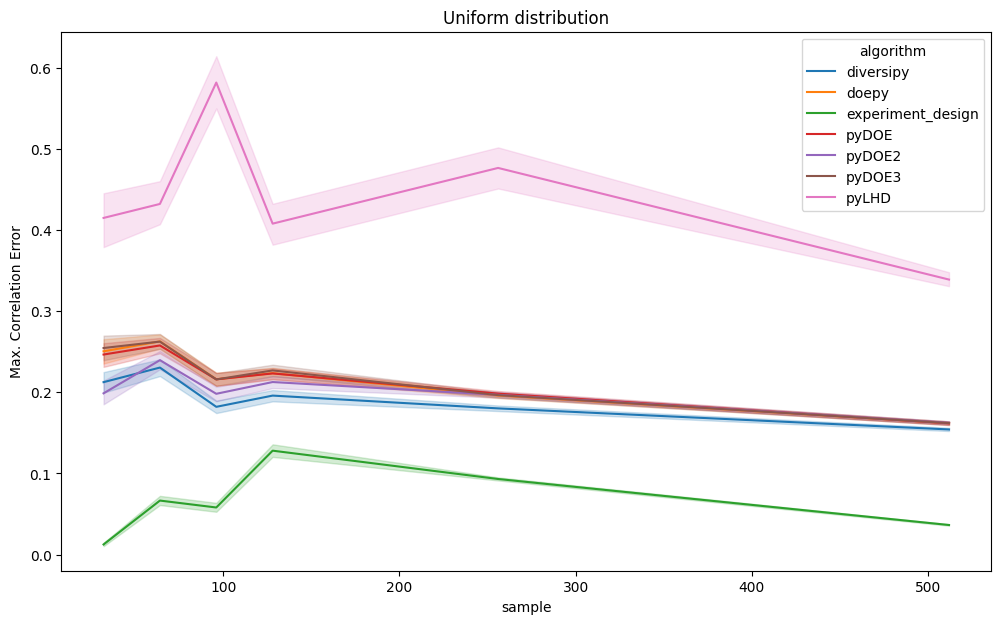 Uniform distribution
Max. Correlation Error
0.6
0.5
0.4
0.3
0.2
0.1
0.0
100
200
300
400
500
sample
algorithm
diversipy
doepy
experiment_design
pyDOE
pyDOE2
pyDOE3
pyLHD